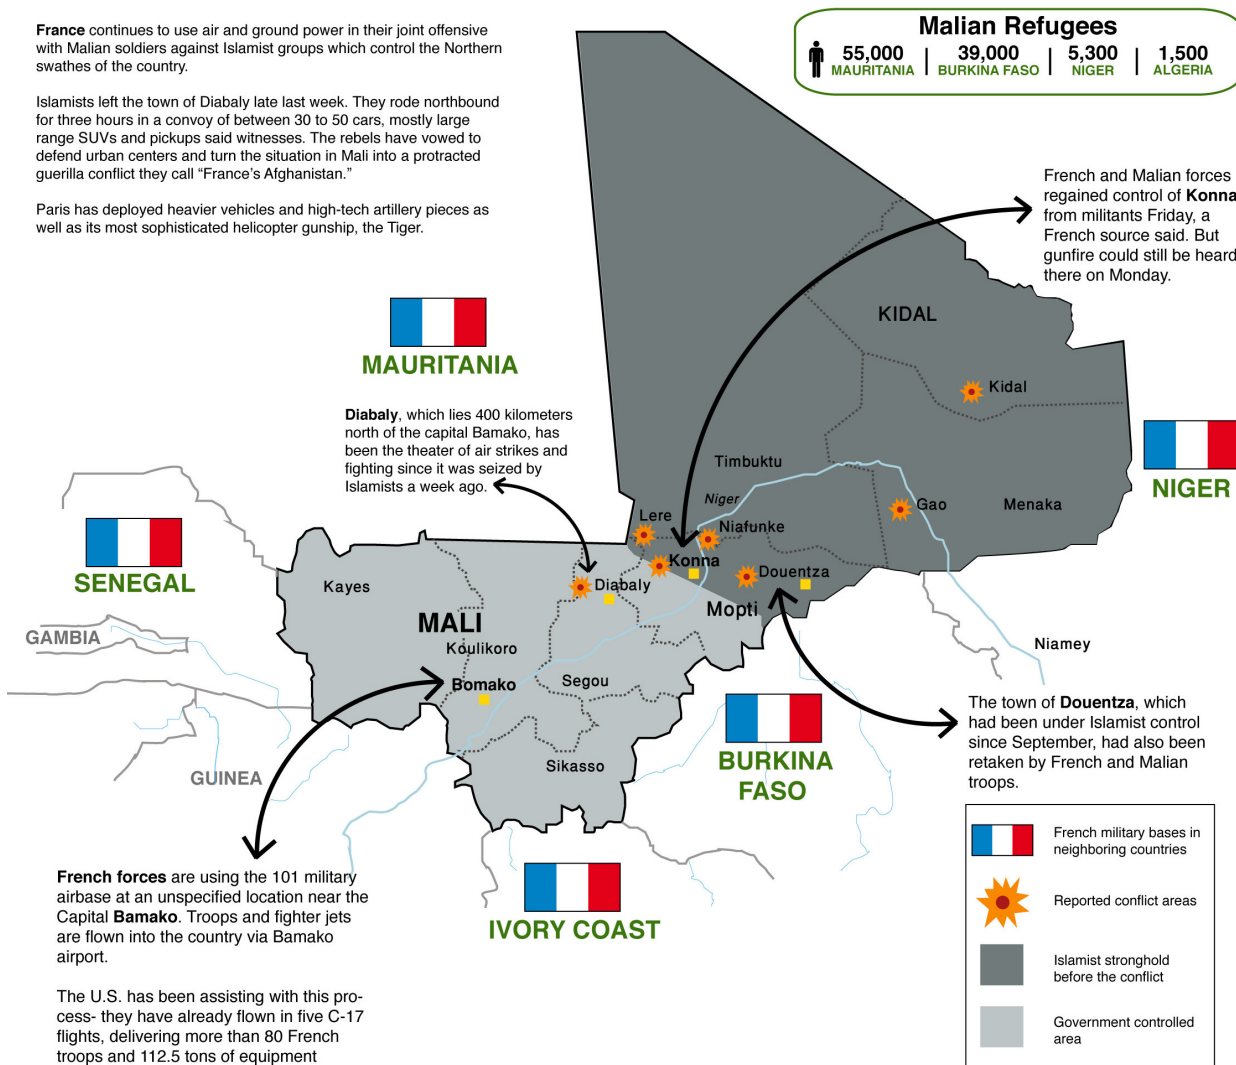 France continues to use air and ground power in their joint offensive
with Malian soldiers against Islamist groups which control the Northern
swathes of the country.
Islamists left the town of Diabaly late last week. They rode northbound
for three hours in a convoy of between 30 to 50 cars, mostly large
range SUVs and pickups said witnesses. The rebels have vowed to
defend urban centers and turn the situation in Mali into a protracted
guerilla conflict they call “France’s Afghanistan.”
Paris has deployed heavier vehicles and high-tech artillery pieces as
well as its most sophisticated helicopter gunship, the Tiger.
Malian Refugees
55,000 | 39,000 | 5,300 | 1,500
MAURITANIA | BURKINA FASO | NIGER | ALGERIA
French and Malian forces
regained control of Konna
from militants Friday, a
French source said. But
gunfire could still be heard
there on Monday.
MAURITANIA
Diabaly, which lies 400 kilometers
north of the capital Bamako, has
been the theater of air strikes and
fighting since it was seized by
Islamists a week ago.
KIDAL
Kidal
Timbuktu
Niger
Gao
Menaka
NIGER
Lere
Niafunke
Konna
Douentza
Diabaly
Mopti
SENEGAL
Kayes
MALI
Koulikoro
Bomako
Segou
Sikasso
GAMBIA
GUINEA
Niamey
BURKINA
FASO
IVORY COAST
The town of Douentza, which
had been under Islamist control
since September, had also been
retaken by French and Malian
troops.
French forces are using the 101 military
airbase at an unspecified location near the
Capital Bamako. Troops and fighter jets
are flown into the country via Bamako
airport.
The U.S. has been assisting with this pro-
cess- they have already flown in five C-17
flights, delivering more than 80 French
troops and 112.5 tons of equipment
French military bases in
neighboring countries
Reported conflict areas
Islamist stronghold
before the conflict
Government controlled
area